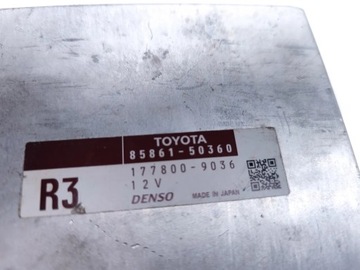 TOYOTA
85861-50360
177800-9036
R3
12V
DENSO MADE IN JAPAN